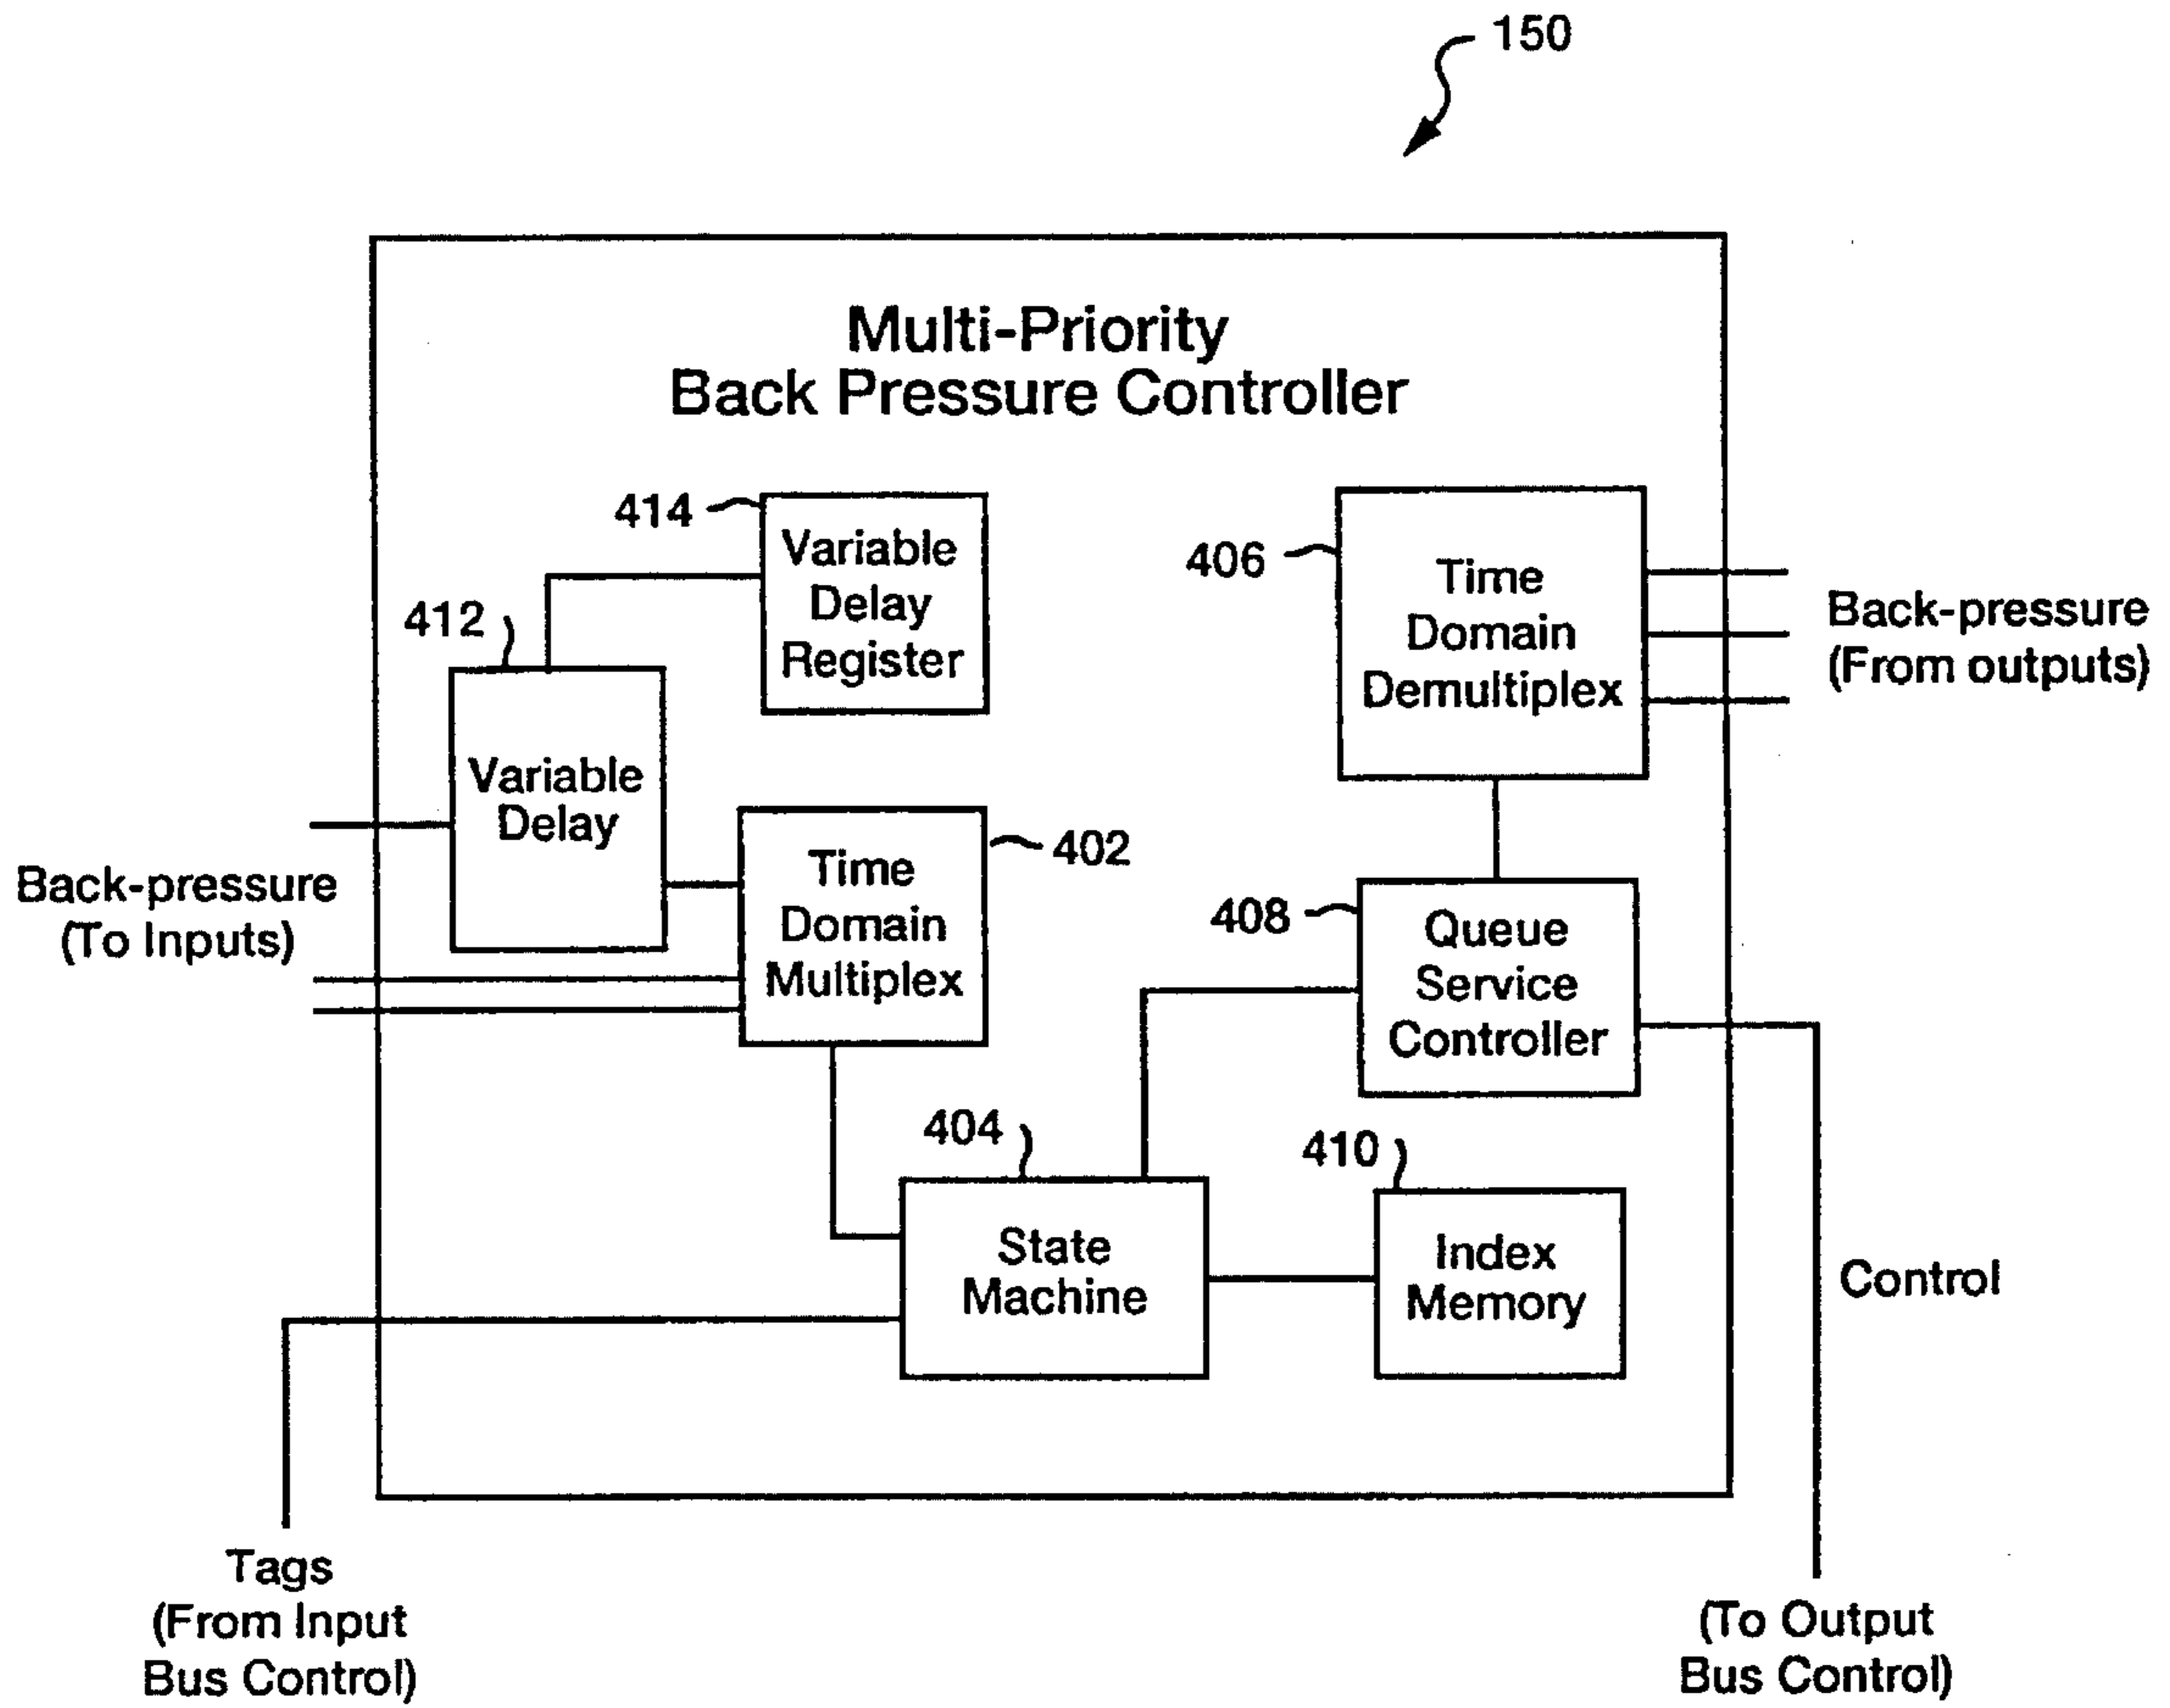 150
Multi-Priority
Back Pressure Controller
414
Variable
Delay
Register
406
Time
Domain
Demultiplex
Back-pressure
(From outputs)
412
Variable
Delay
Back-pressure
(To Inputs)
Time
Domain
Multiplex
402
408
Queue
Service
Controller
404
State
Machine
410
Index
Memory
Control
Tags
(From Input
Bus Control)
(To Output
Bus Control)